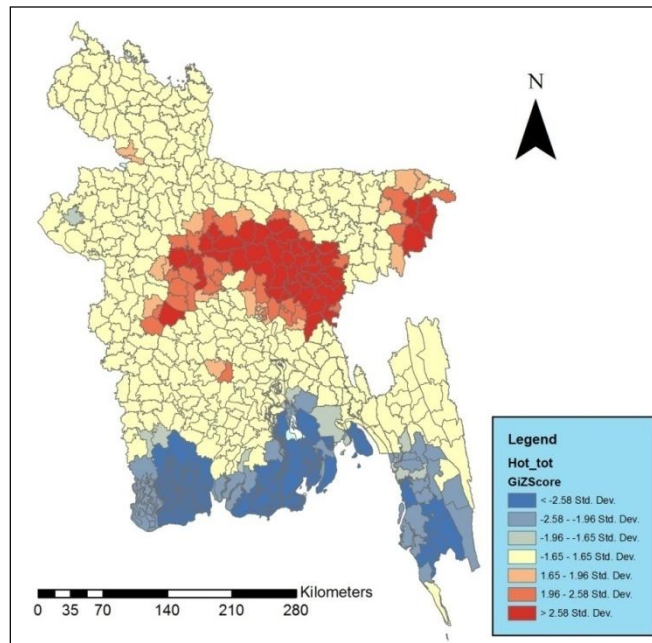 N
Legend
Hot_tot
GiZScore
< -2.58 Std. Dev.
-2.58 - -1.96 Std. Dev.
-1.96 - -1.65 Std. Dev.
-1.65 - 1.65 Std. Dev.
1.65 - 1.96 Std. Dev.
1.96 - 2.58 Std. Dev.
> 2.58 Std. Dev.
Kilometers
0 35 70 140 210 280